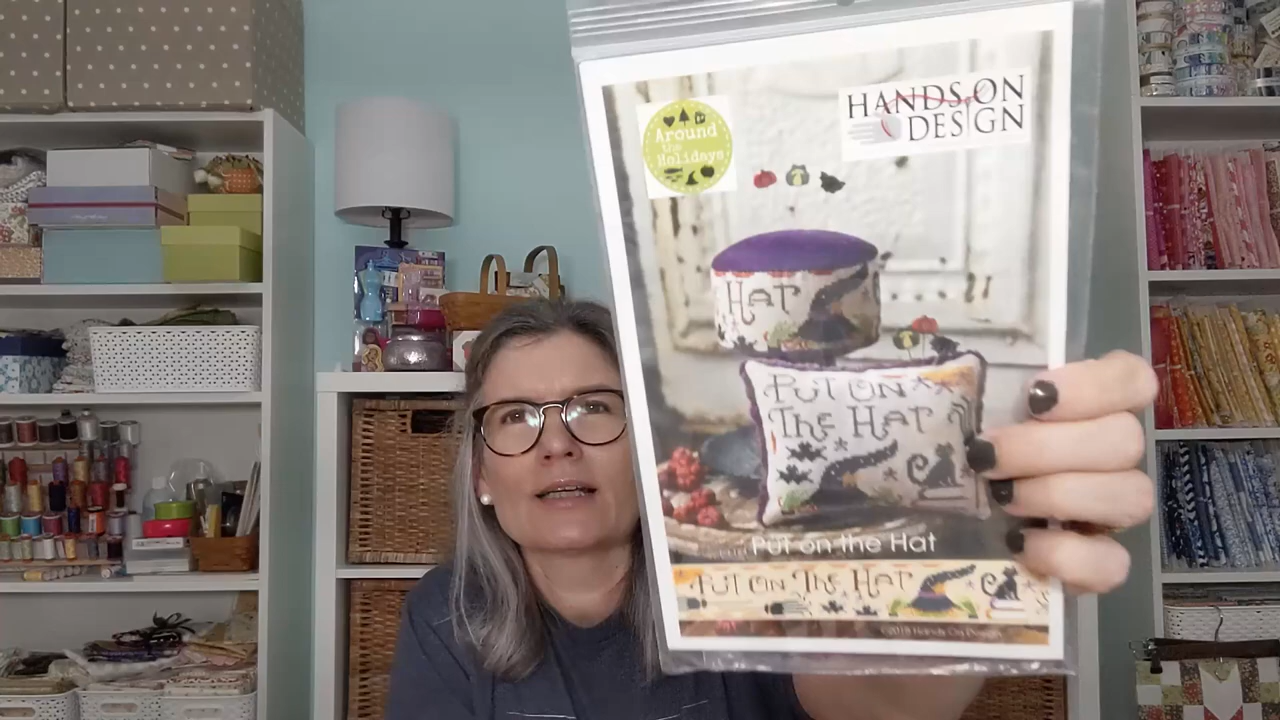 Around
the
Holidays
HANDS ON
DESIGN
HAT
PUT ON
THE HAT
Put on the Hat
PUT ON THE HAT
©2018 Hands On Design